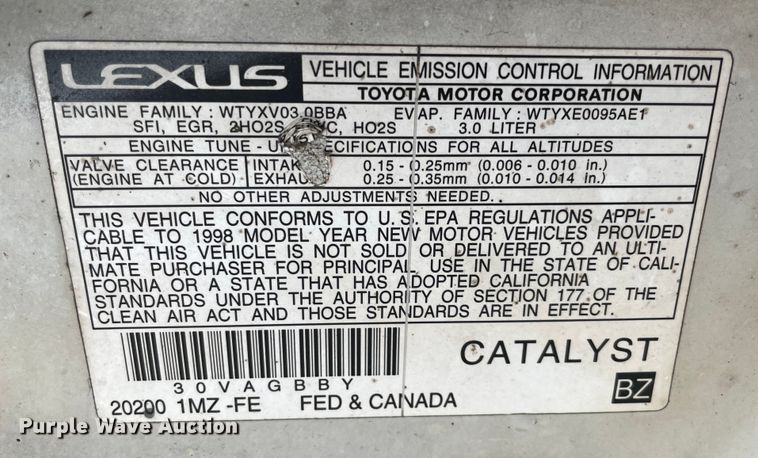 LEXUS VEHICLE EMISSION CONTROL INFORMATION
TOYOTA MOTOR CORPORATION
ENGINE FAMILY : WTYXV03.0BBA EVAP. FAMILY : WTYXE0095AE1
SFI, EGR, 2HO2S, C, HO2S 3.0 LITER
ENGINE TUNE - U CIFICATIONS FOR ALL ALTITUDES
VALVE CLEARANCE INTAK 0.15 - 0.25mm (0.006 - 0.010 in.)
(ENGINE AT COLD) EXHAU 0.25 - 0.35mm (0.010 - 0.014 in.)
NO OTHER ADJUSTMENTS NEEDED.
THIS VEHICLE CONFORMS TO U.S. EPA REGULATIONS APPLI-
CABLE TO 1998 MODEL YEAR NEW MOTOR VEHICLES PROVIDED
THAT THIS VEHICLE IS NOT SOLD OR DELIVERED TO AN ULTI-
MATE PURCHASER FOR PRINCIPAL USE IN THE STATE OF CALI-
FORNIA OR A STATE THAT HAS ADOPTED CALIFORNIA
STANDARDS UNDER THE AUTHORITY OF SECTION 177 OF THE
CLEAN AIR ACT AND THOSE STANDARDS ARE IN EFFECT.
CATALYST
30VAGBBY
BZ
20200 1MZ -FE FED & CANADA
Purple Wave Auction